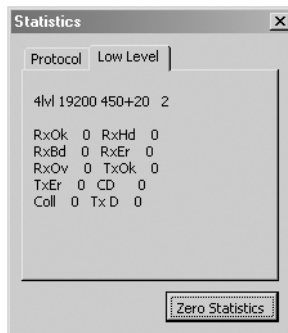 Statistics
Protocol Low Level
4lvl 19200 450+20 2
RxOk 0 RxHd 0
RxBd 0 RxEr 0
RxOv 0 TxOk 0
TxEr 0 CD 0
Coll 0 Tx D 0
Zero Statistics